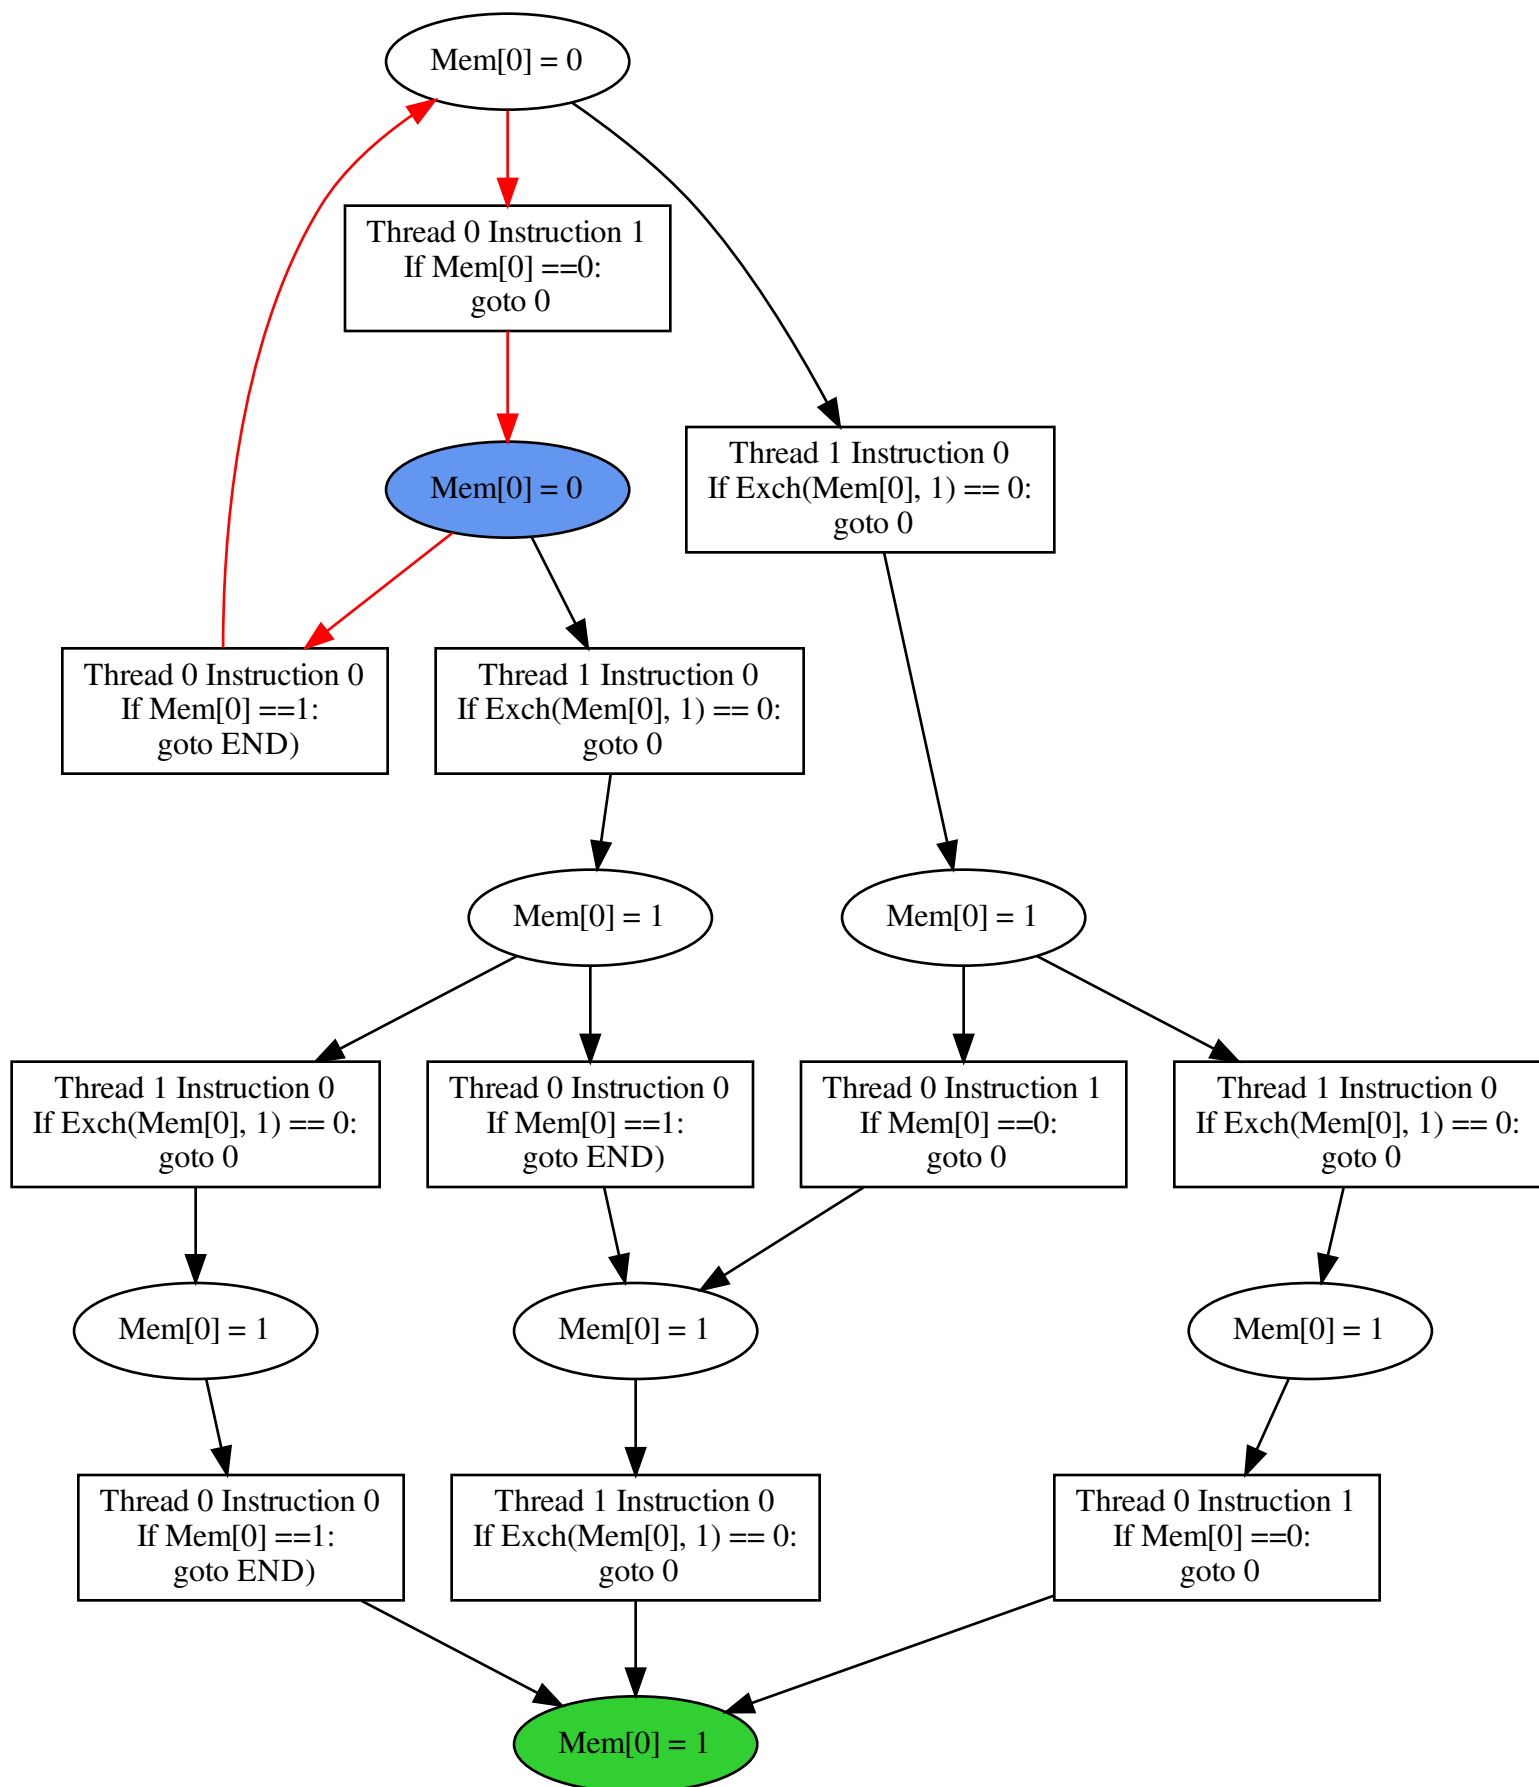 Mem[0] = 0
Thread 0 Instruction 1
If Mem[0] ==0:
goto 0
Mem[0] = 0
Thread 1 Instruction 0
If Exch(Mem[0], 1) == 0:
goto 0
Thread 0 Instruction 0
If Mem[0] ==1:
goto END)
Thread 1 Instruction 0
If Exch(Mem[0], 1) == 0:
goto 0
Mem[0] = 1
Mem[0] = 1
Thread 1 Instruction 0
If Exch(Mem[0], 1) == 0:
goto 0
Thread 0 Instruction 0
If Mem[0] ==1:
goto END)
Thread 0 Instruction 1
If Mem[0] ==0:
goto 0
Thread 1 Instruction 0
If Exch(Mem[0], 1) == 0:
goto 0
Mem[0] = 1
Mem[0] = 1
Mem[0] = 1
Thread 0 Instruction 0
If Mem[0] ==1:
goto END)
Thread 1 Instruction 0
If Exch(Mem[0], 1) == 0:
goto 0
Thread 0 Instruction 1
If Mem[0] ==0:
goto 0
Mem[0] = 1